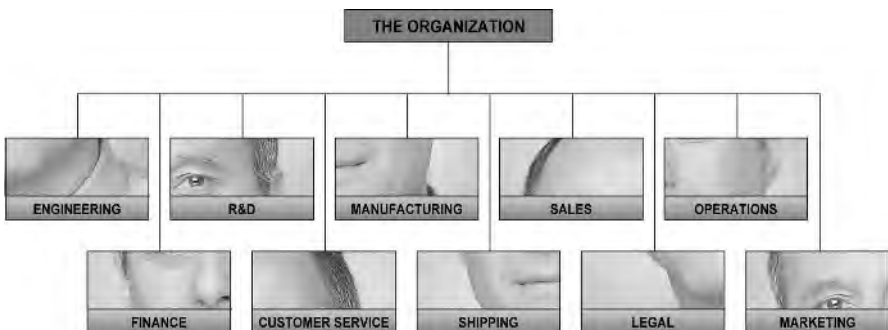 THE ORGANIZATION
ENGINEERING
R&D
MANUFACTURING
SALES
OPERATIONS
FINANCE
CUSTOMER SERVICE
SHIPPING
LEGAL
MARKETING